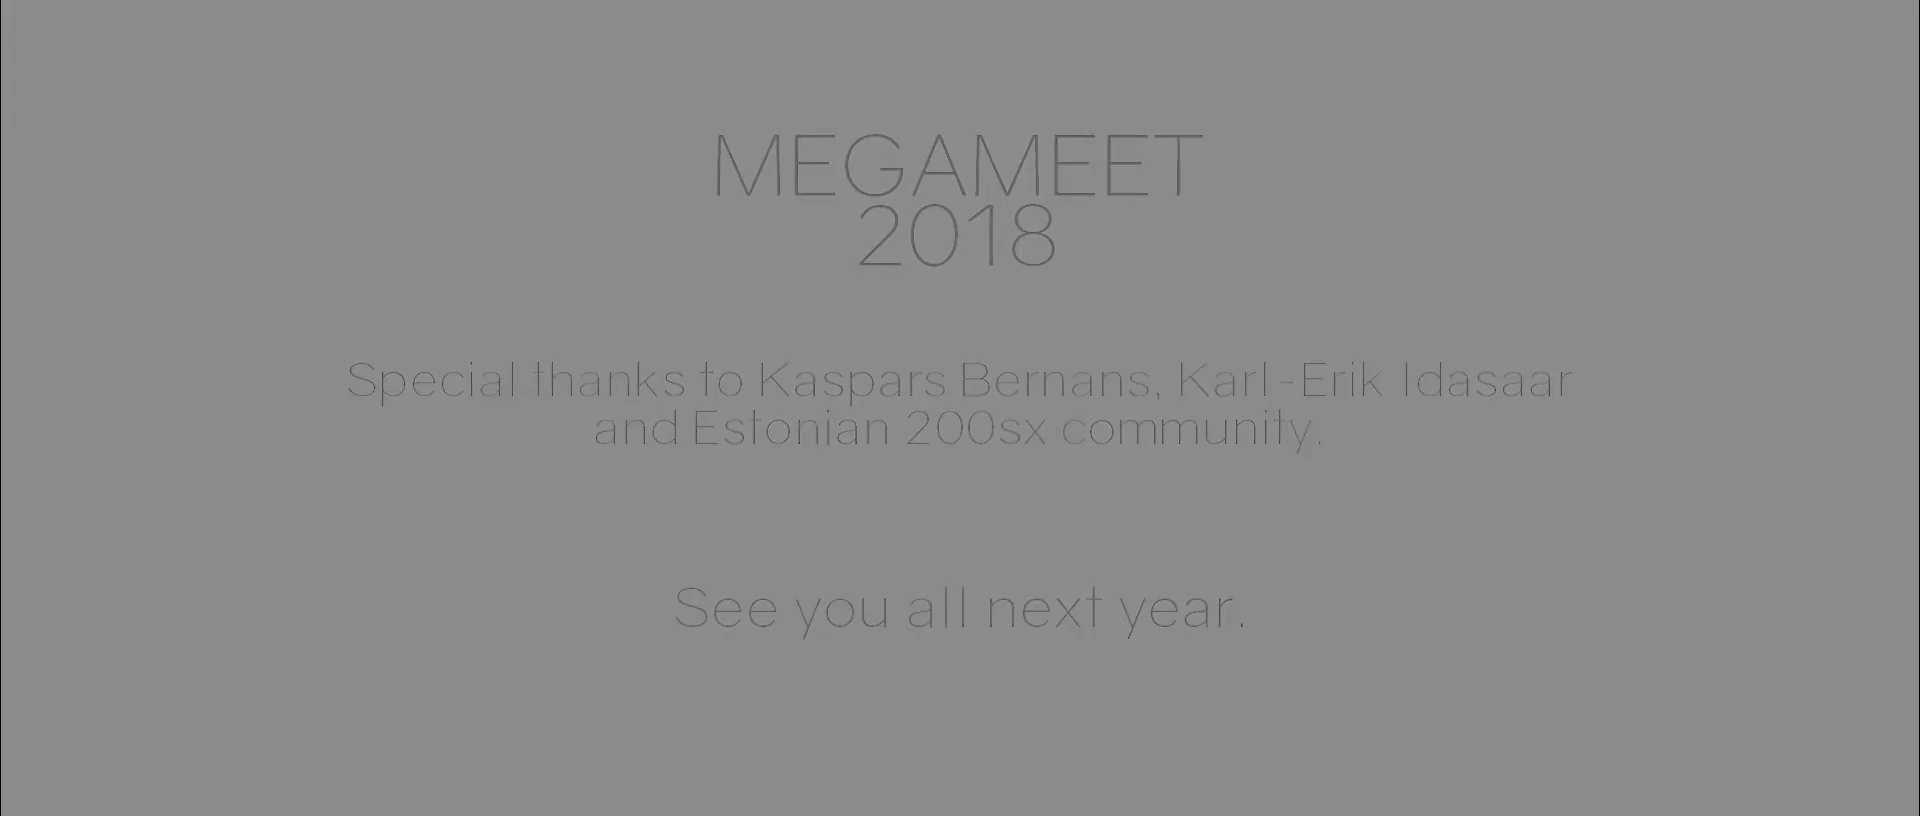 MEGAMEET
2018
Special thanks to Kaspars Bernans, Karl-Erik Idasaar
and Estonian 200sx community.
See you all next year.